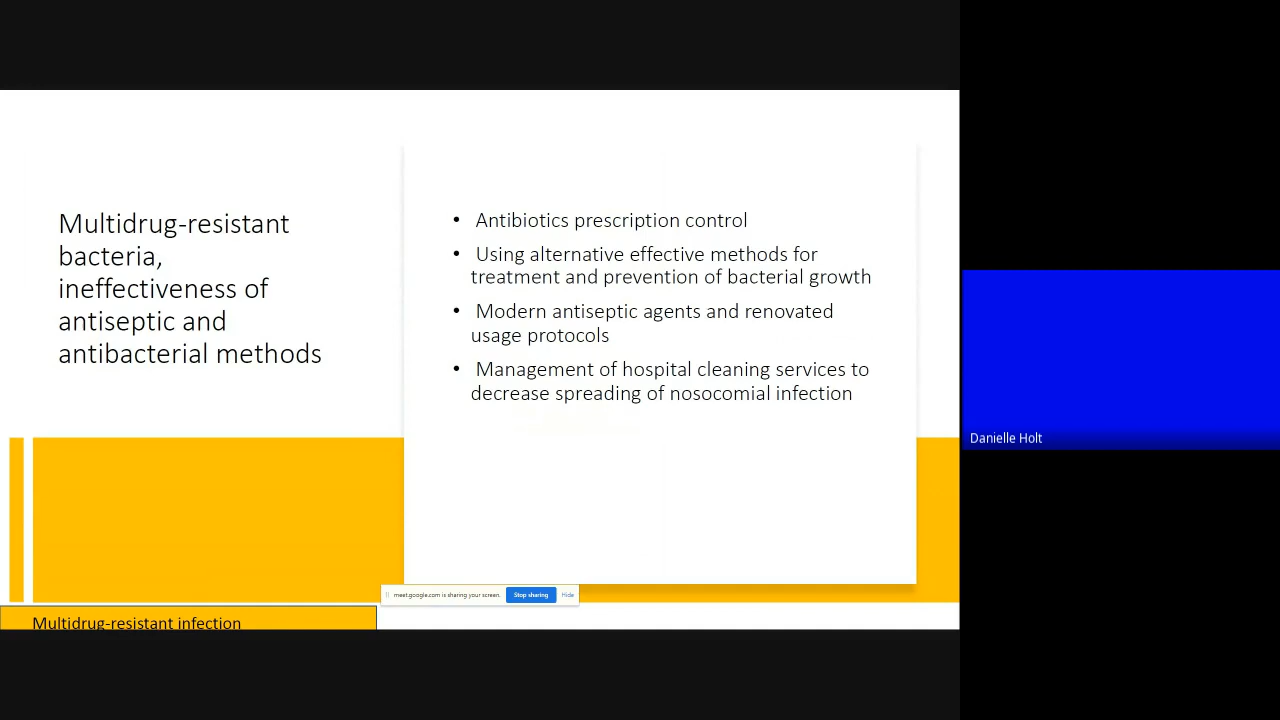 Multidrug-resistant
bacteria,
ineffectiveness of
antiseptic and
antibacterial methods
• Antibiotics prescription control
• Using alternative effective methods for
treatment and prevention of bacterial growth
• Modern antiseptic agents and renovated
usage protocols
• Management of hospital cleaning services to
decrease spreading of nosocomial infection
Danielle Holt
meet.google.com is sharing your screen. Stop sharing Hide
Multidrug-resistant infection